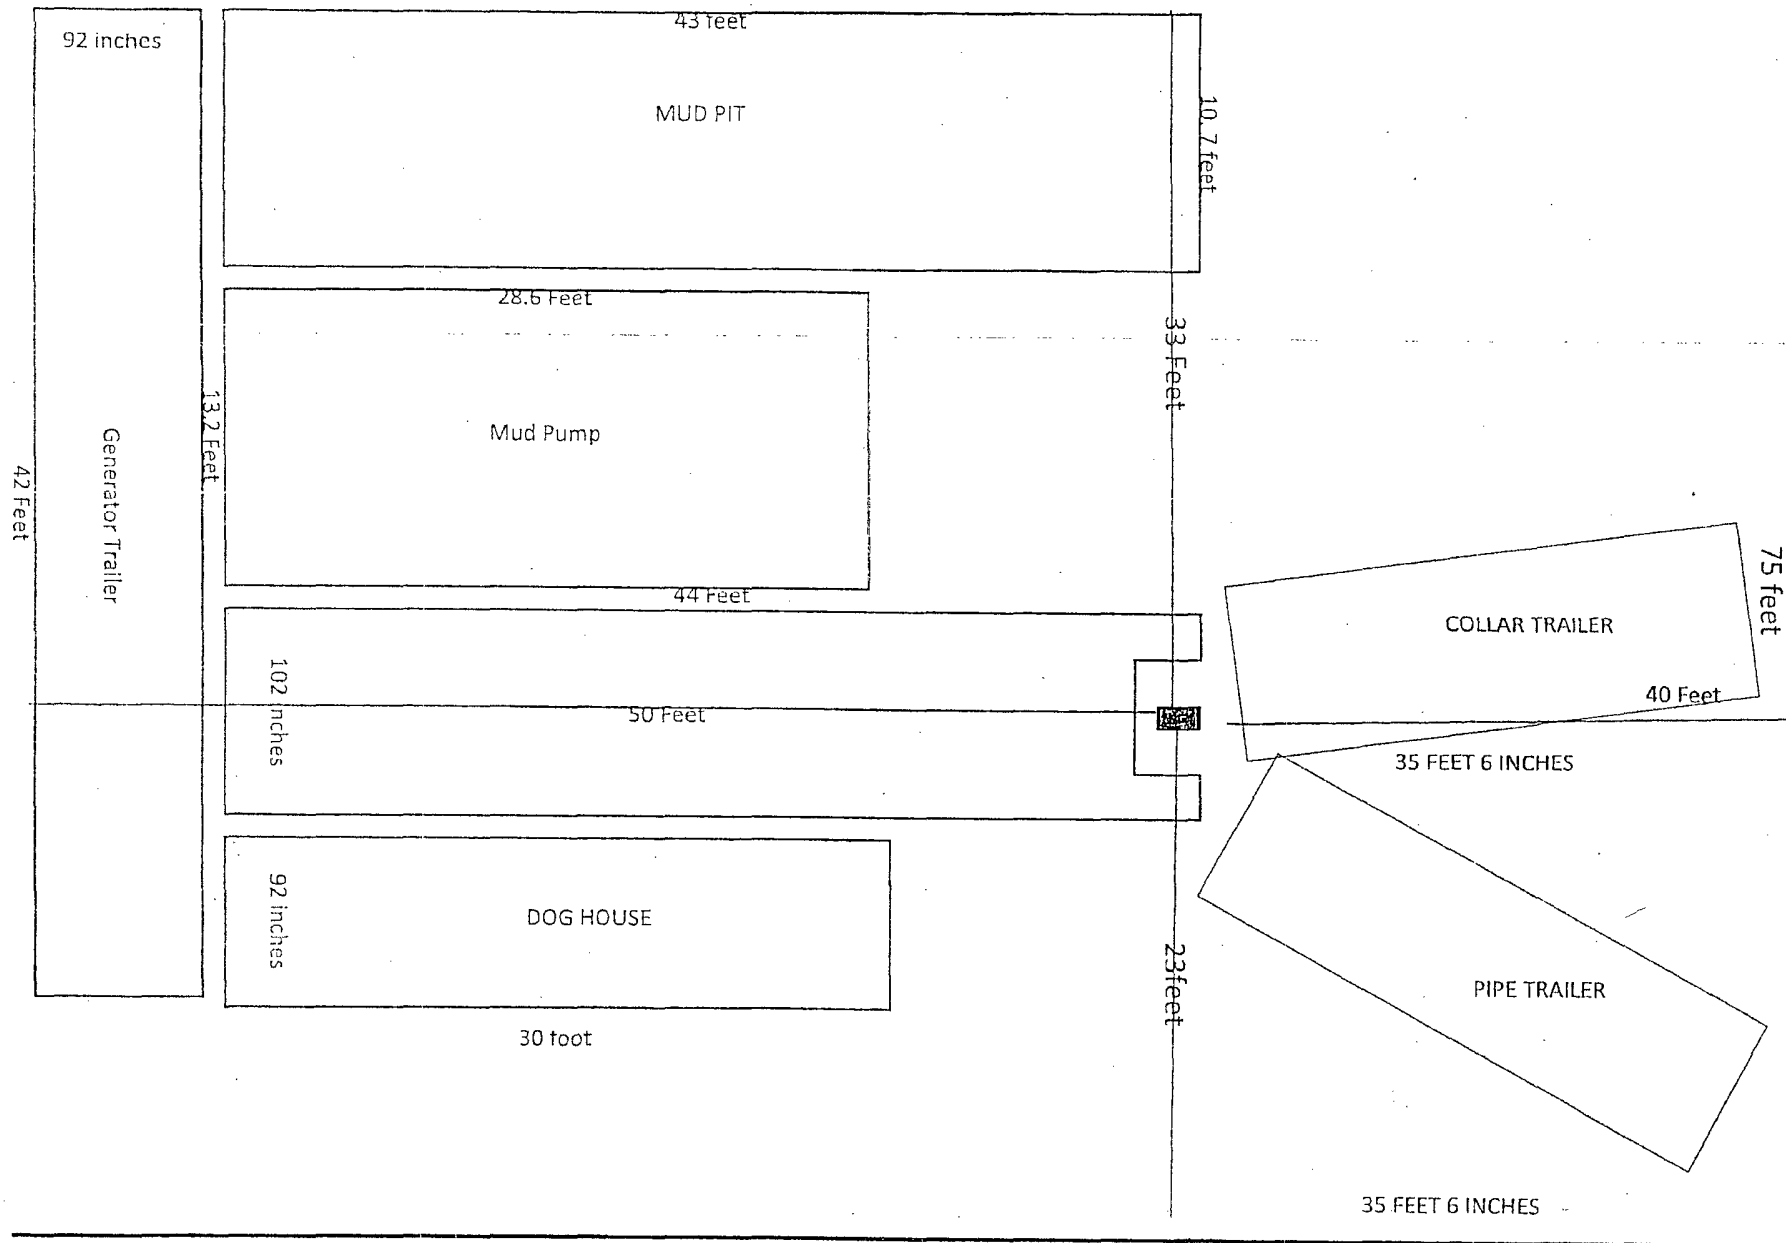 43 feet
92 inches
MUD PIT
10.7 feet
28.6 Feet
33 Feet
13.2 Feet
Mud Pump
Generator Trailer
42 Feet
75 feet
44 Feet
COLLAR TRAILER
102 inches
50 Feet
40 Feet
35 FEET 6 INCHES
92 inches
DOG HOUSE
23feet
PIPE TRAILER
30 foot
35 FEET 6 INCHES